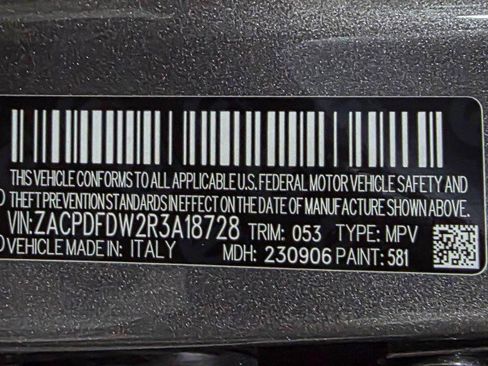 THIS VEHICLE CONFORMS TO ALL APPLICABLE U.S. FEDERAL MOTOR VEHICLE SAFETY AND
THEFT PREVENTION STANDARDS IN EFFECT ON THE DATE OF MANUFACTURE SHOWN ABOVE.
VIN:ZACPDFDW2R3A18728 TRIM: 053 TYPE: MPV
VEHICLE MADE IN: ITALY MDH: 230906 PAINT: 581